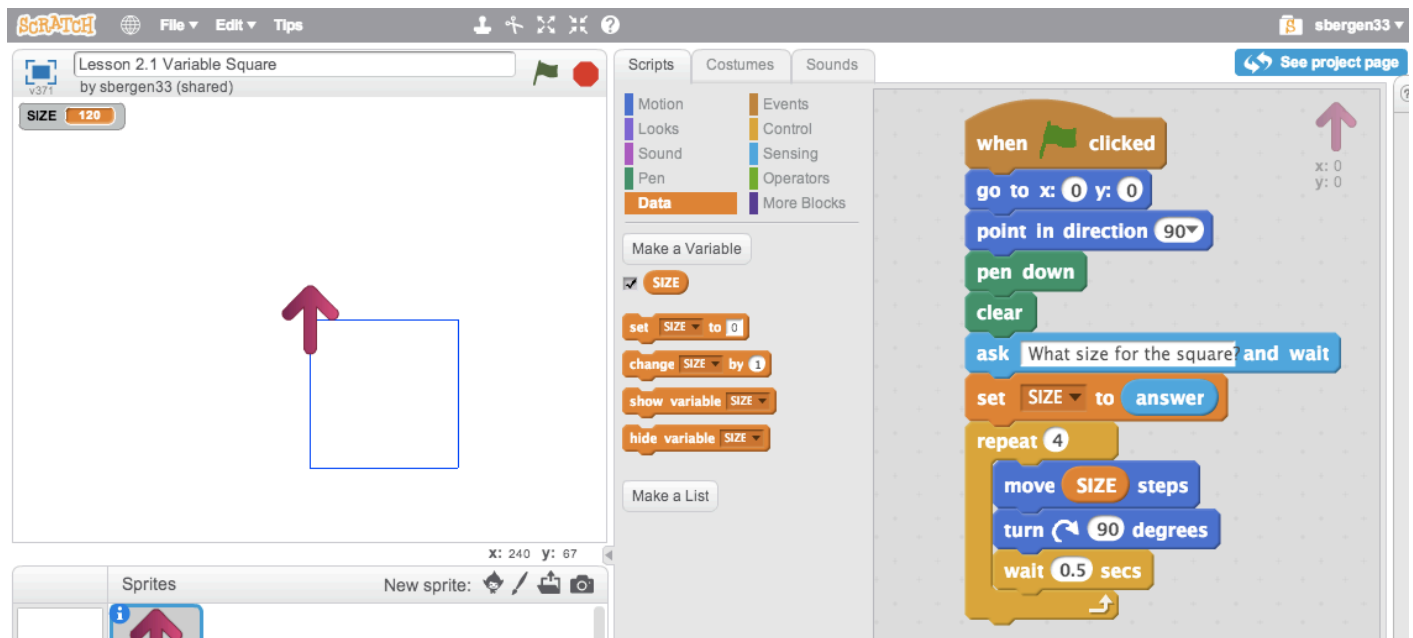 SCRATCH File Edit Tips sbergen33
Lesson 2.1 Variable Square
by sbergen33 (shared)
v371
SIZE 120
x: 240 y: 67
Sprites New sprite:
Scripts Costumes Sounds
See project page
Motion Events
Looks Control
Sound Sensing
Pen Operators
Data More Blocks
Make a Variable
SIZE
set SIZE to 0
change SIZE by 1
show variable SIZE
hide variable SIZE
Make a List
x: 0
y: 0
when clicked
go to x: 0 y: 0
point in direction 90
pen down
clear
ask What size for the square? and wait
set SIZE to answer
repeat 4
move SIZE steps
turn 90 degrees
wait 0.5 secs